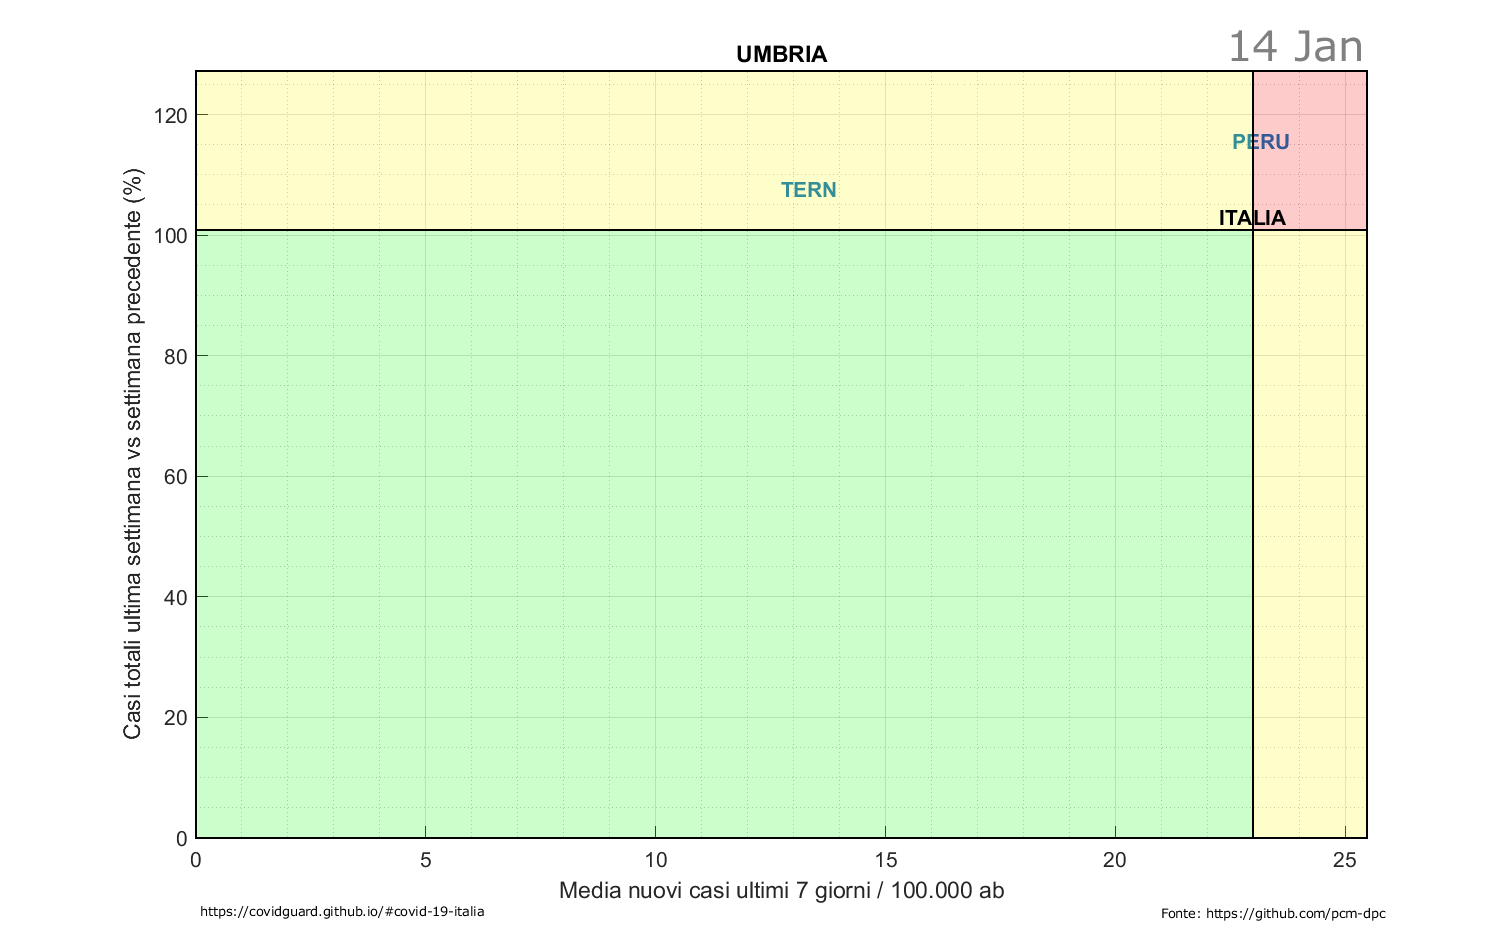 UMBRIA
14 Jan
120
100
80
60
40
20
0
Casi totali ultima settimana vs settimana precedente (%)
PERU
TERN
ITALIA
0 5 10 15 20 25
Media nuovi casi ultimi 7 giorni / 100.000 ab
https://covidguard.github.io/#covid-19-italia
Fonte: https://github.com/pcm-dpc